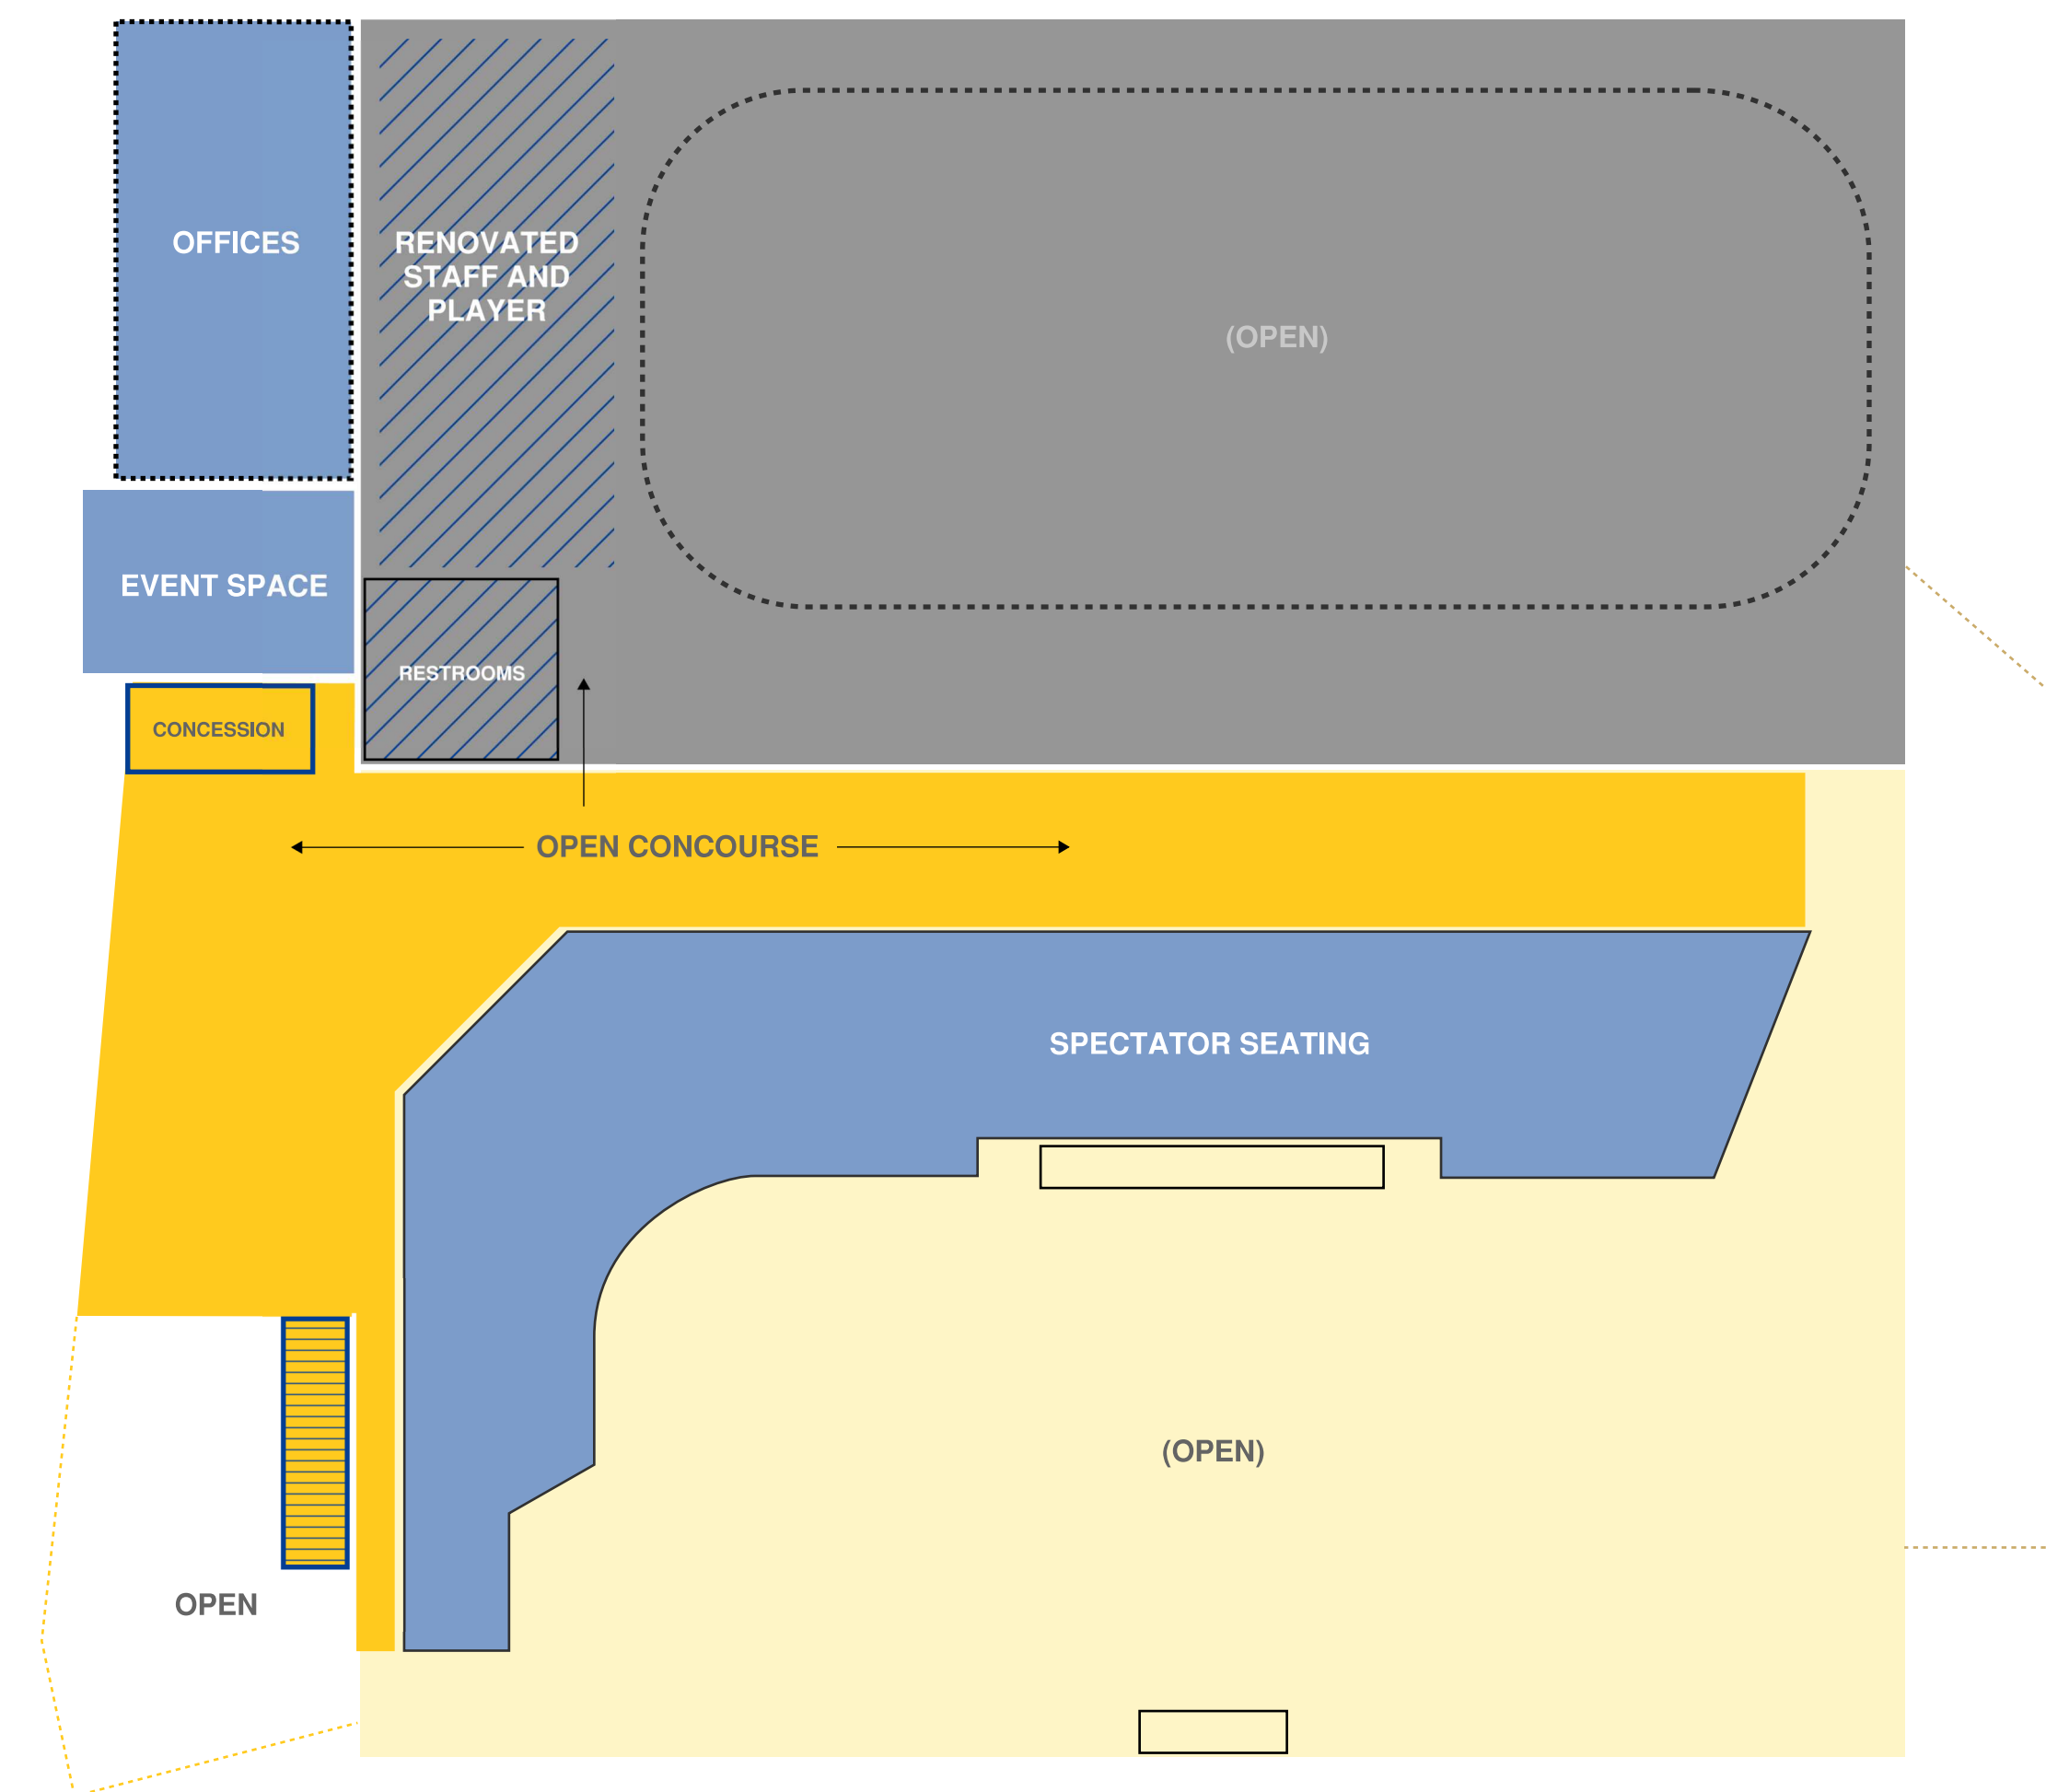 OFFICES
RENOVATED
STAFF AND
PLAYER
(OPEN)
EVENT SPACE
RESTROOMS
CONCESSION
OPEN CONCOURSE
SPECTATOR SEATING
(OPEN)
OPEN